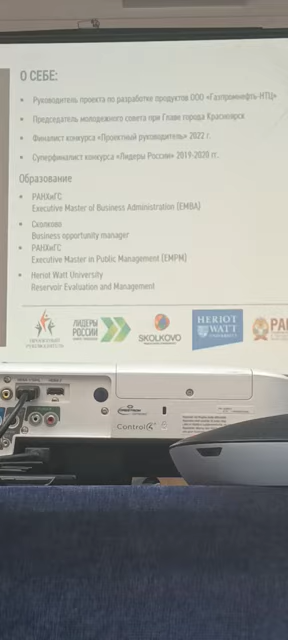 О СЕБЕ:
• Руководитель проекта по разработке продуктов ООО «Газпромнефть-НТЦ»
• Председатель молодежного совета при Главе города Красноярск
• Финалист конкурса «Проектный руководитель» 2022 г.
• Суперфиналист конкурса «Лидеры России» 2019-2020 гг.
Образование
• РАНХиГС
Executive Master of Business Administration (EMBA)
• Сколково
Business opportunity manager
• РАНХиГС
Executive Master in Public Management (EMPM)
• Heriot Watt University
Reservoir Evaluation and Management
ЛИДЕРЫ
РОССИИ
SKOLKOVO
HERIOT
WATT
UNIVERSITY
РАН
CRESTRON
Control4